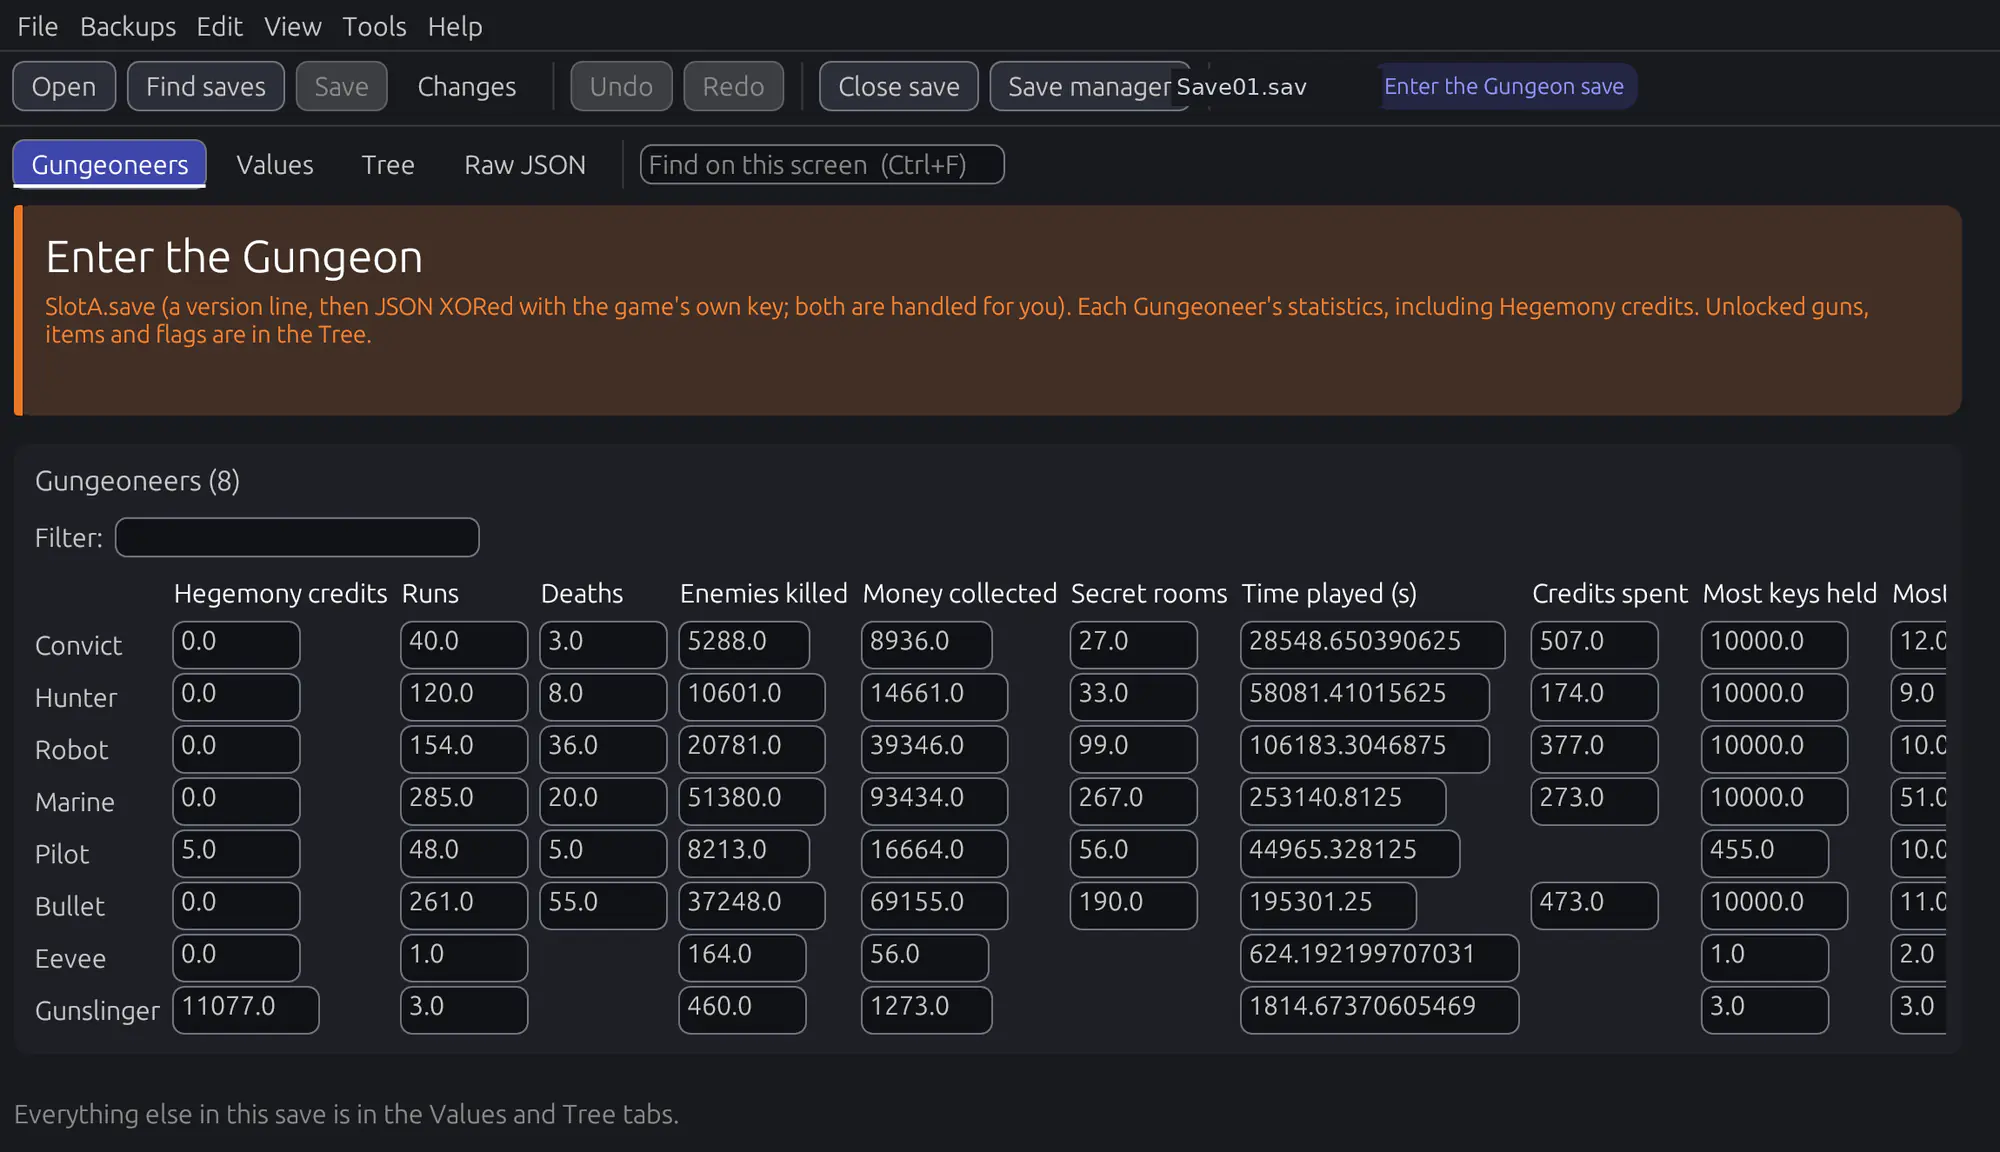 File Backups Edit View Tools Help
Open Find saves Save Changes Undo Redo Close save Save manager Save01.sav Enter the Gungeon save
Gungeoneers Values Tree Raw JSON Find on this screen (Ctrl+F)
Enter the Gungeon
SlotA.save (a version line, then JSON XORed with the game's own key; both are handled for you). Each Gungeoneer's statistics, including Hegemony credits. Unlocked guns,
items and flags are in the Tree.
Gungeoneers (8)
Filter:
Hegemony credits Runs Deaths Enemies killed Money collected Secret rooms Time played (s) Credits spent Most keys held Most
Convict 0.0 40.0 3.0 5288.0 8936.0 27.0 28548.650390625 507.0 10000.0 12.0
Hunter 0.0 120.0 8.0 10601.0 14661.0 33.0 58081.41015625 174.0 10000.0 9.0
Robot 0.0 154.0 36.0 20781.0 39346.0 99.0 106183.3046875 377.0 10000.0 10.0
Marine 0.0 285.0 20.0 51380.0 93434.0 267.0 253140.8125 273.0 10000.0 51.0
Pilot 5.0 48.0 5.0 8213.0 16664.0 56.0 44965.328125 455.0 10.0
Bullet 0.0 261.0 55.0 37248.0 69155.0 190.0 195301.25 473.0 10000.0 11.0
Eevee 0.0 1.0 164.0 56.0 624.192199707031 1.0 2.0
Gunslinger 11077.0 3.0 460.0 1273.0 1814.67370605469 3.0 3.0
Everything else in this save is in the Values and Tree tabs.